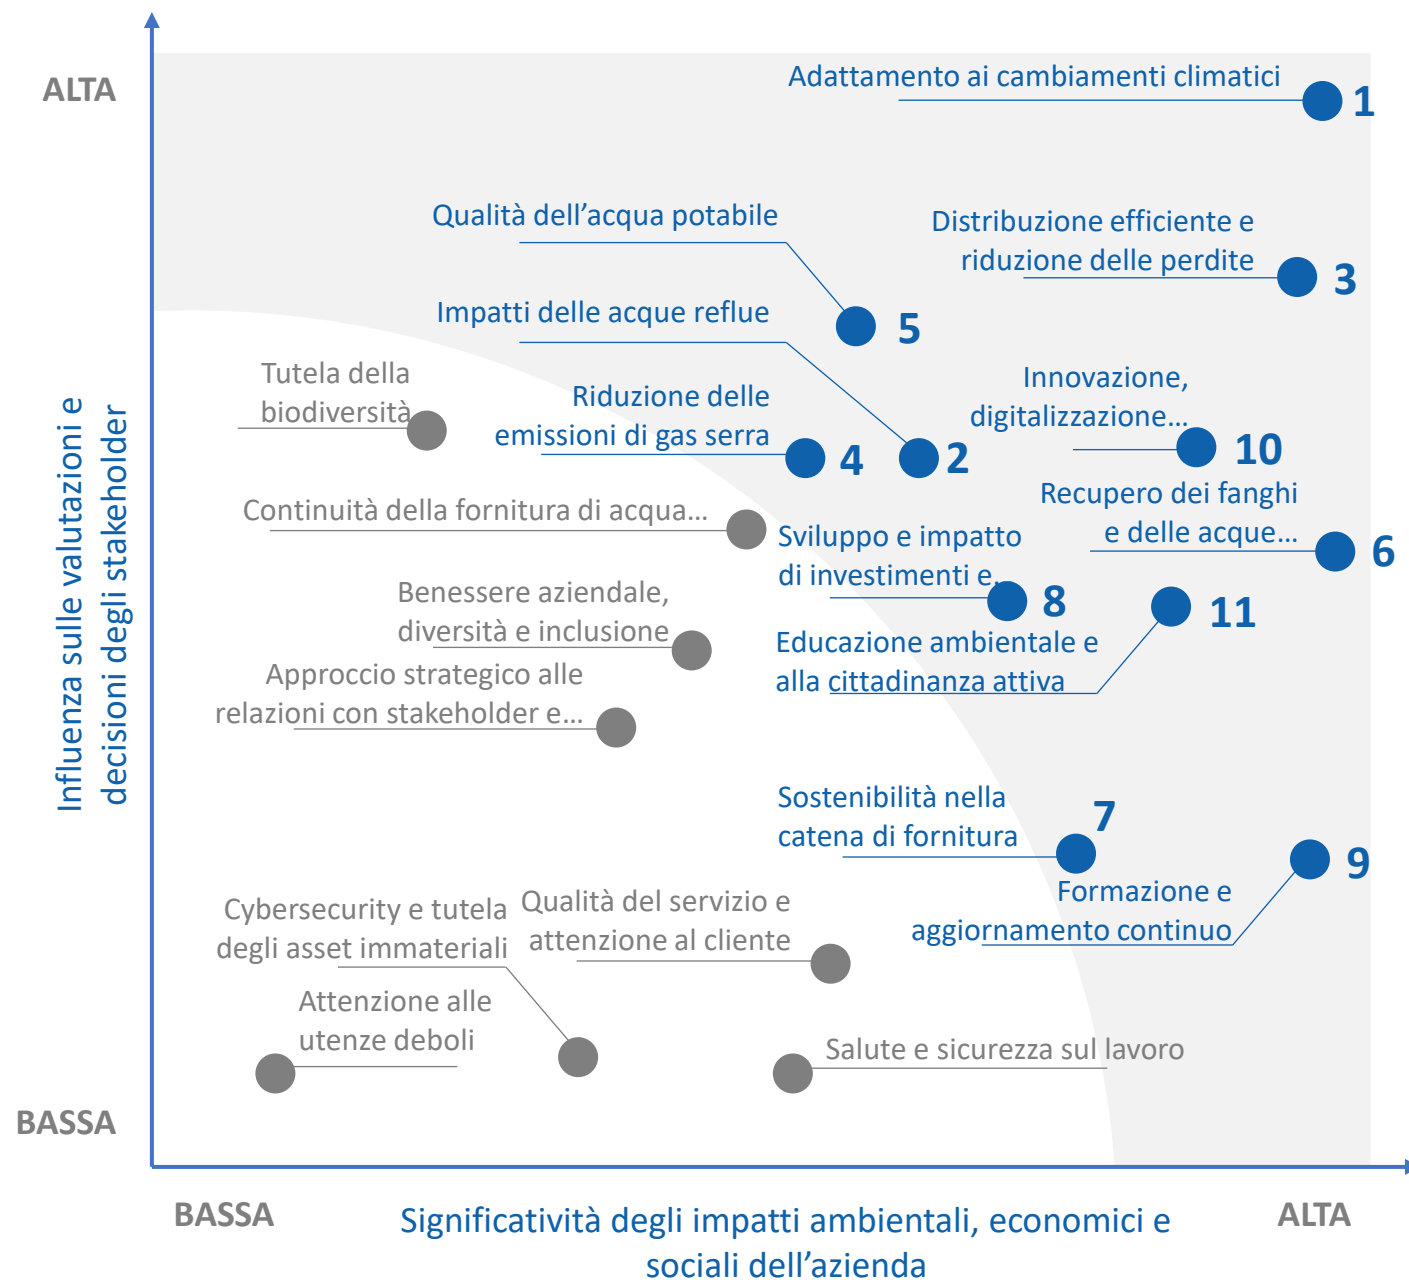 ALTA
Adattamento ai cambiamenti climatici
1
Qualità dell’acqua potabile
5
Distribuzione efficiente e
riduzione delle perdite
3
Impatti delle acque reflue
2
Tutela della
biodiversità
Riduzione delle
emissioni di gas serra
4
Innovazione,
digitalizzazione…
10
Recupero dei fanghi
e delle acque…
6
Continuità della fornitura di acqua…
Sviluppo e impatto
di investimenti e…
8
Benessere aziendale,
diversità e inclusione
Educazione ambientale e
alla cittadinanza attiva
11
Approccio strategico alle
relazioni con stakeholder e…
Influenza sulle valutazioni e
decisioni degli stakeholder
Sostenibilità nella
catena di fornitura
7
Formazione e
aggiornamento continuo
9
Cybersecurity e tutela
degli asset immateriali
Qualità del servizio e
attenzione al cliente
Attenzione alle
utenze deboli
Salute e sicurezza sul lavoro
BASSA
BASSA
Significatività degli impatti ambientali, economici e
sociali dell’azienda
ALTA